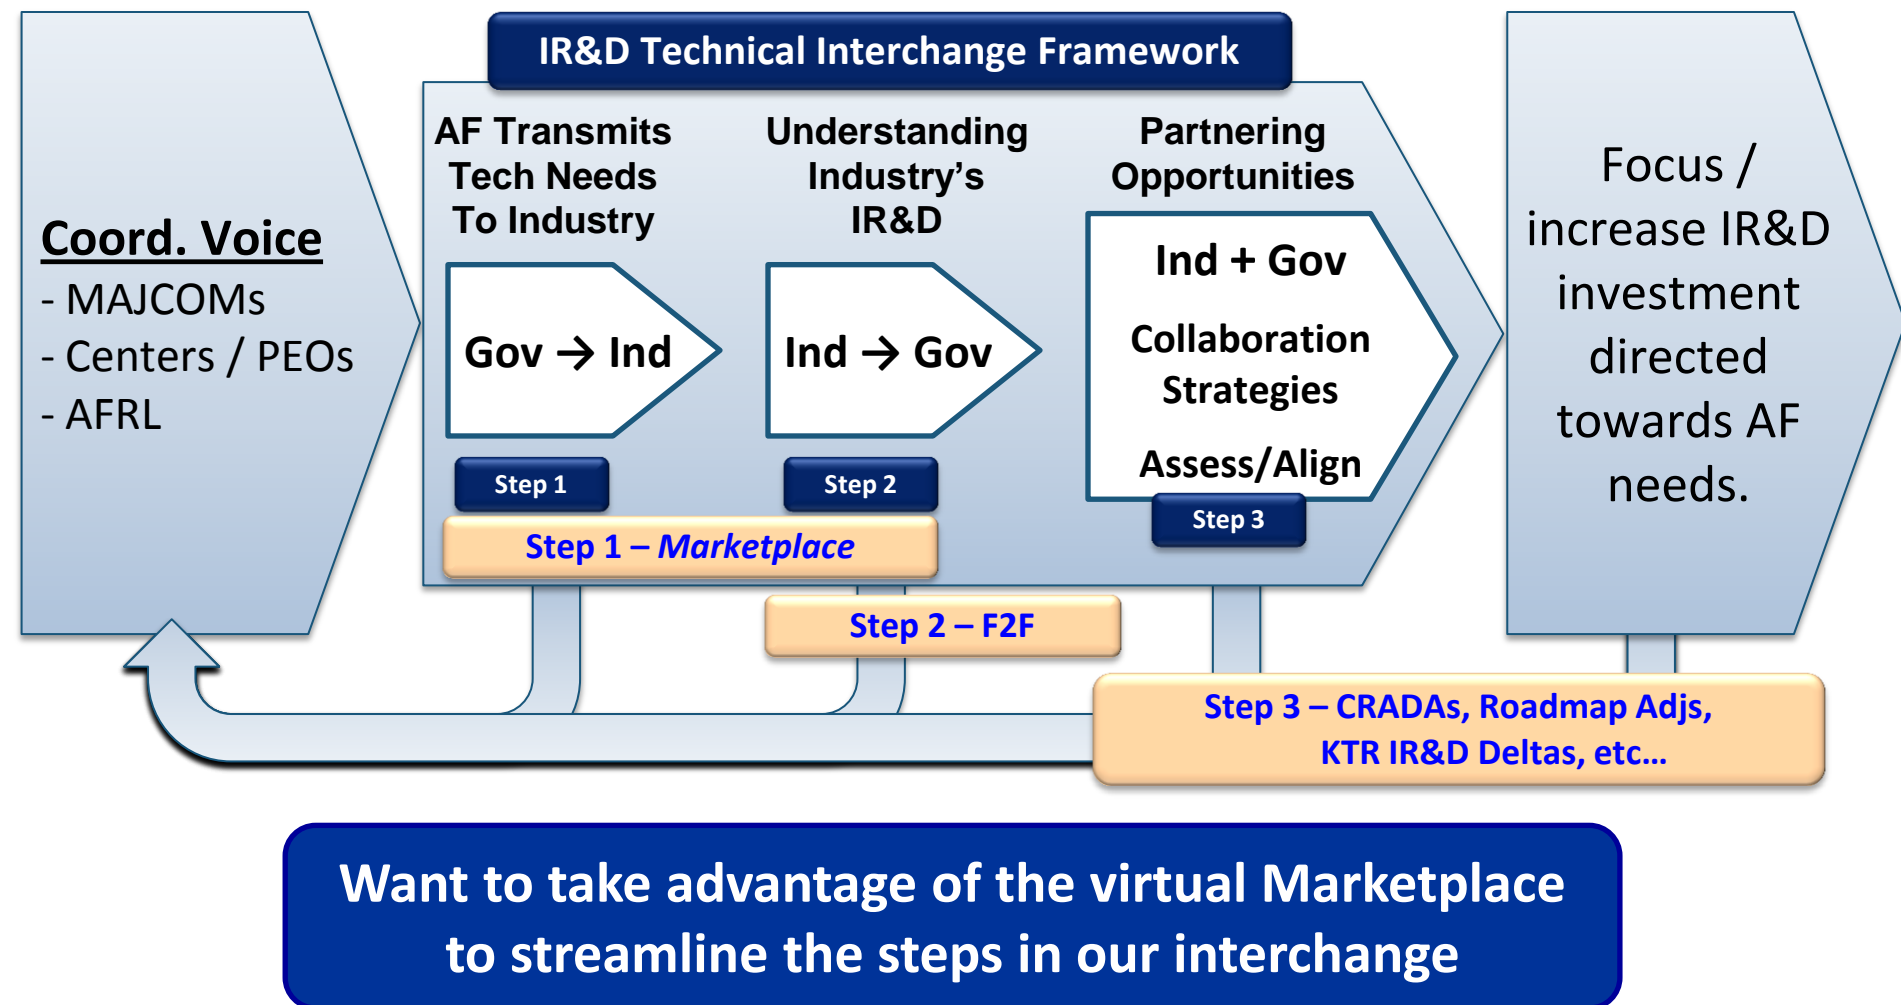 IR&D Technical Interchange Framework
Coord. Voice
- MAJCOMs
- Centers / PEOs
- AFRL
AF Transmits
Tech Needs
To Industry
Gov → Ind
Step 1
Understanding
Industry’s
IR&D
Ind → Gov
Step 2
Partnering
Opportunities
Ind + Gov
Collaboration
Strategies
Assess/Align
Step 3
Step 1 – Marketplace
Step 2 – F2F
Step 3 – CRADAs, Roadmap Adjs,
KTR IR&D Deltas, etc…
Focus /
increase IR&D
investment
directed
towards AF
needs.
Want to take advantage of the virtual Marketplace
to streamline the steps in our interchange